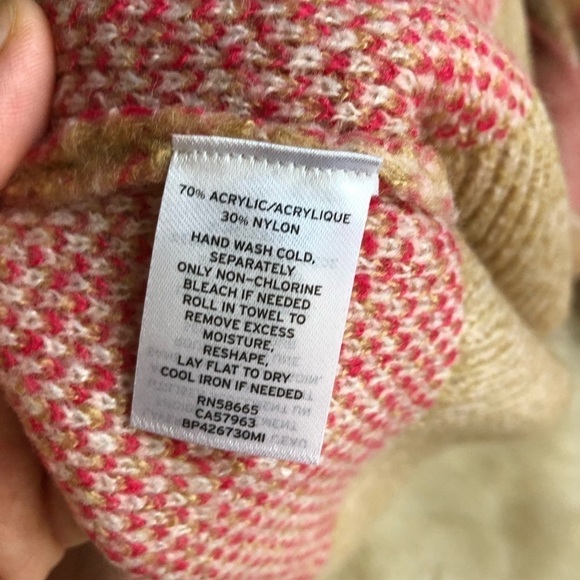 70% ACRYLIC/ACRYLIQUE
30% NYLON
HAND WASH COLD,
SEPARATELY
ONLY NON-CHLORINE
BLEACH IF NEEDED
ROLL IN TOWEL TO
REMOVE EXCESS
MOISTURE,
RESHAPE,
LAY FLAT TO DRY
COOL IRON IF NEEDED
RN58665
CA57963
BP426730MI